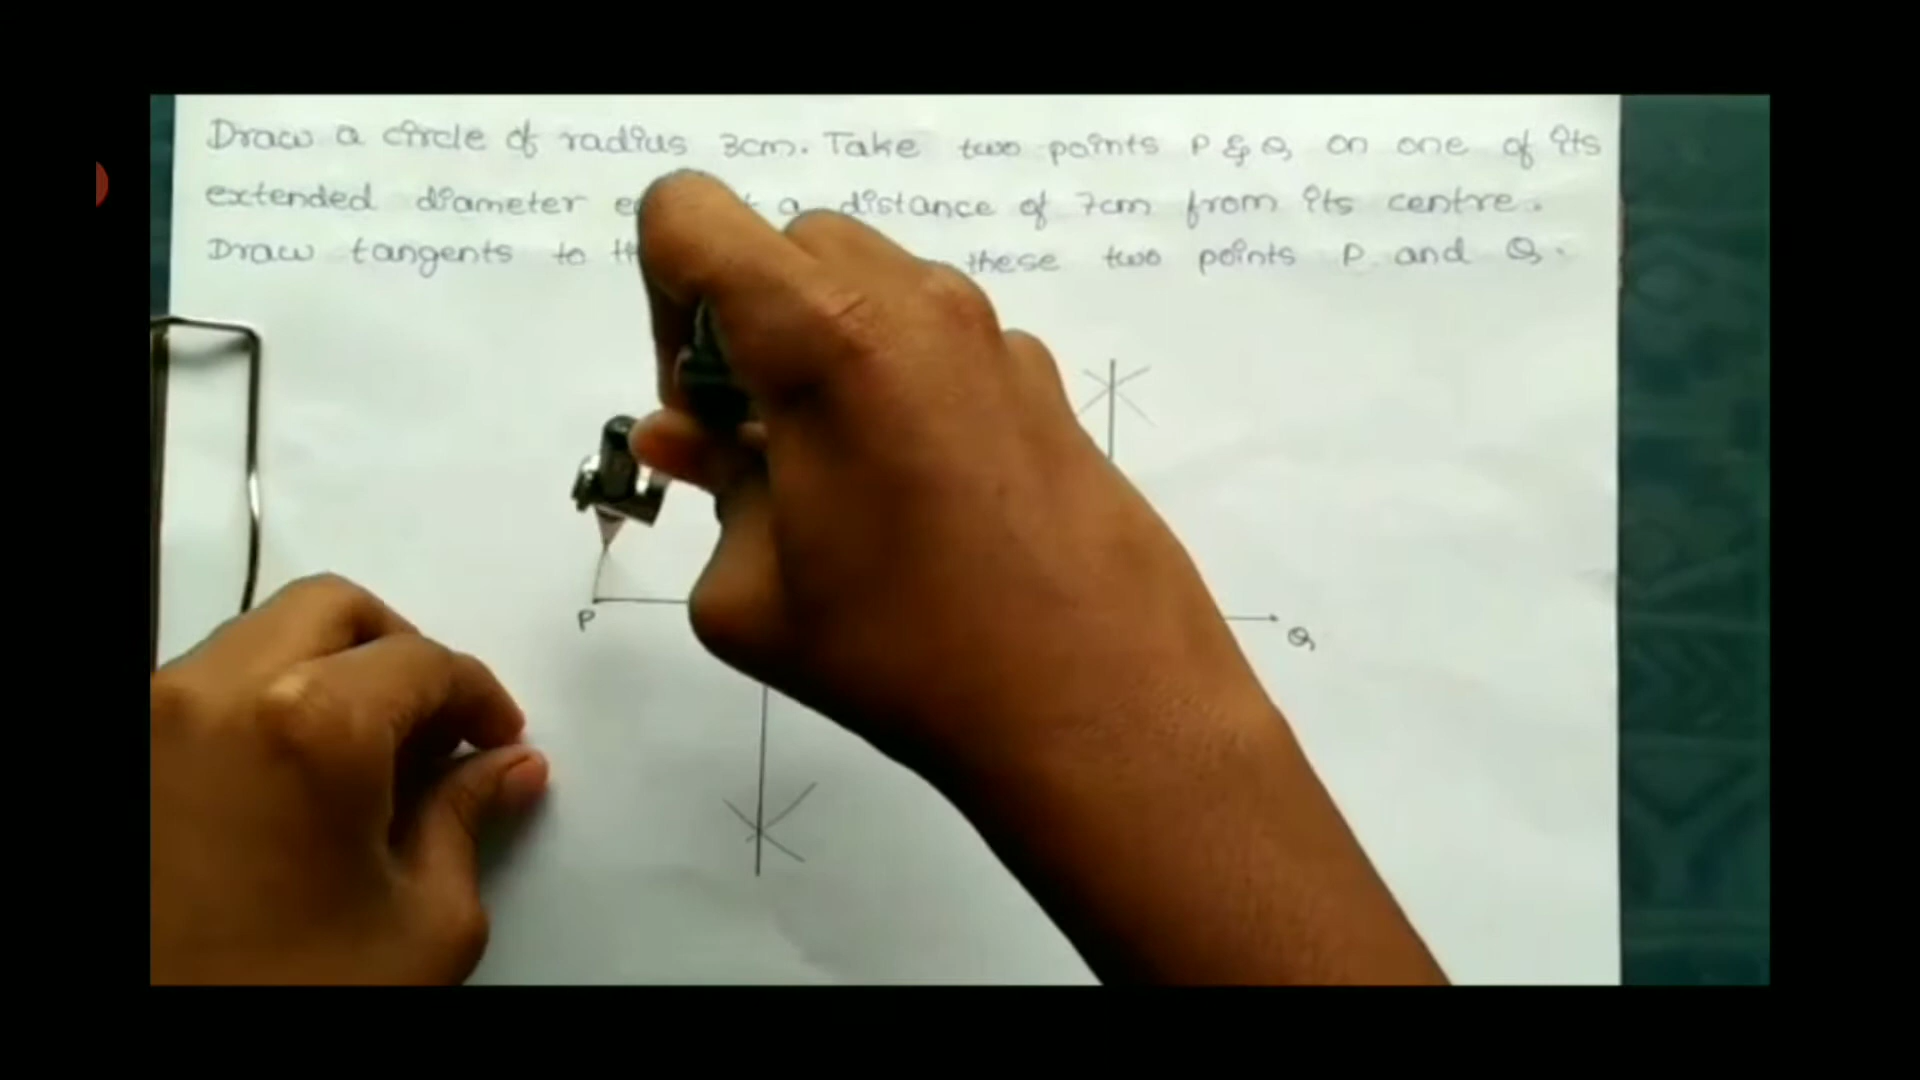 Draw a circle of radius 3cm. Take two points P & Q on one of its
extended diameter a distance of 7cm from its centre.
Draw tangents to these two points P and Q.
P
Q